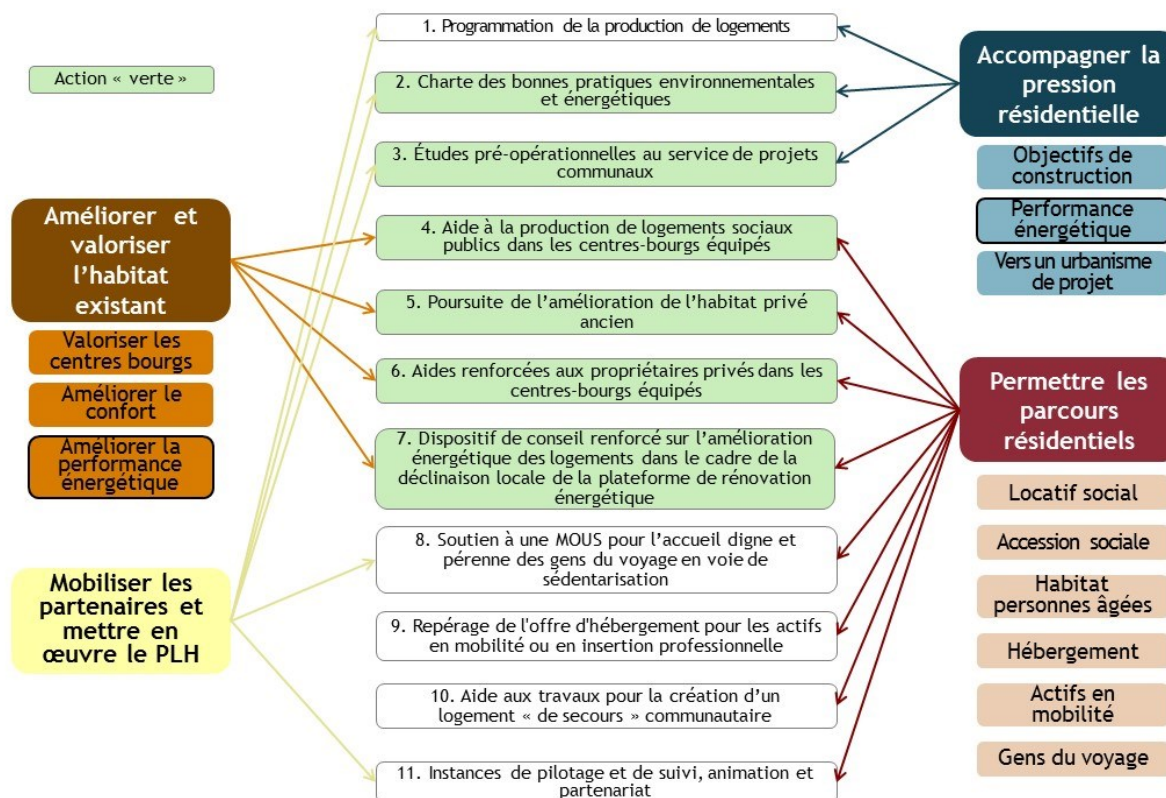 Action « verte »
Améliorer et
valoriser
l’habitat
existant
Valoriser les
centres bourgs
Améliorer le
confort
Améliorer la
performance
énergétique
Mobiliser les
partenaires et
mettre en
œuvre le PLH
1. Programmation de la production de logements
2. Charte des bonnes pratiques environnementales
et énergétiques
3. Études pré-opérationnelles au service de projets
communaux
4. Aide à la production de logements sociaux
publics dans les centres-bourgs équipés
5. Poursuite de l’amélioration de l’habitat privé
ancien
6. Aides renforcées aux propriétaires privés dans les
centres-bourgs équipés
7. Dispositif de conseil renforcé sur l’amélioration
énergétique des logements dans le cadre de la
déclinaison locale de la plateforme de rénovation
énergétique
8. Soutien à une MOUS pour l’accueil digne et
pérenne des gens du voyage en voie de
sédentarisation
9. Repérage de l'offre d'hébergement pour les actifs
en mobilité ou en insertion professionnelle
10. Aide aux travaux pour la création d’un
logement « de secours » communautaire
11. Instances de pilotage et de suivi, animation et
partenariat
Accompagner la
pression
résidentielle
Objectifs de
construction
Performance
énergétique
Vers un urbanisme
de projet
Permettre les
parcours
résidentiels
Locatif social
Accession sociale
Habitat
personnes âgées
Hébergement
Actifs en
mobilité
Gens du voyage